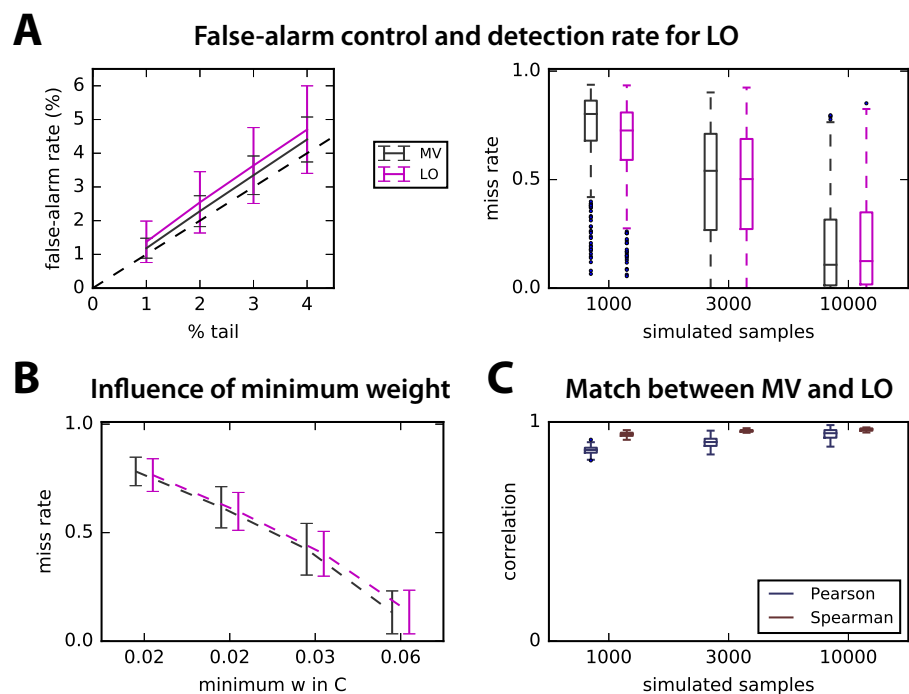 A
False-alarm control and detection rate for LO
false-alarm rate (%)
6
5
4
3
2
1
0
0 1 2 3 4
% tail
MV
LO
miss rate
1.0
0.5
0.0
1000 3000 10000
simulated samples
B
Influence of minimum weight
miss rate
1.0
0.5
0.0
0.02 0.02 0.03 0.06
minimum w in C
C
Match between MV and LO
correlation
1
0
1000 3000 10000
simulated samples
Pearson
Spearman